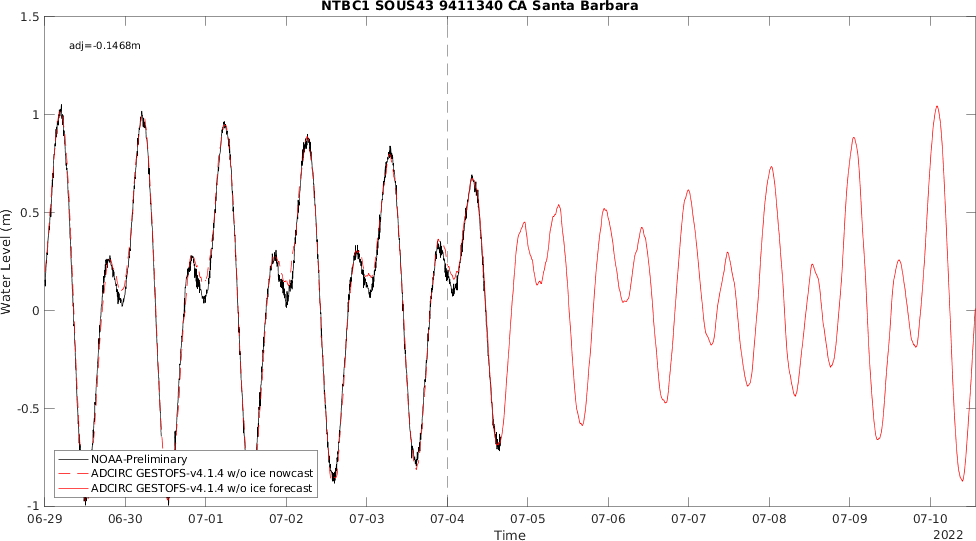 NTBC1 SOUS43 9411340 CA Santa Barbara
1.5
adj=-0.1468m
1
0.5
Water Level (m)
0
-0.5
NOAA-Preliminary
ADCIRC GESTOFS-v4.1.4 w/o ice nowcast
ADCIRC GESTOFS-v4.1.4 w/o ice forecast
-1
06-29 06-30 07-01 07-02 07-03 07-04 07-05 07-06 07-07 07-08 07-09 07-10
Time 2022